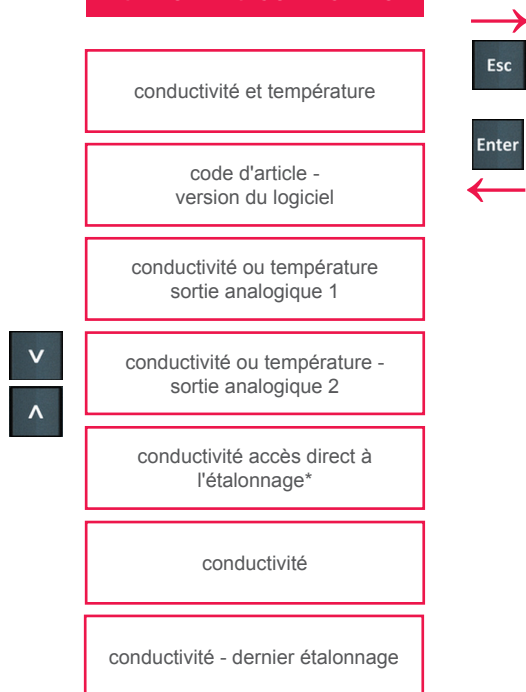 conductivité et température
Esc
Enter
code d'article -
version du logiciel
conductivité ou température
sortie analogique 1
conductivité ou température -
sortie analogique 2
conductivité accès direct à
l'étalonnage*
conductivité
conductivité - dernier étalonnage